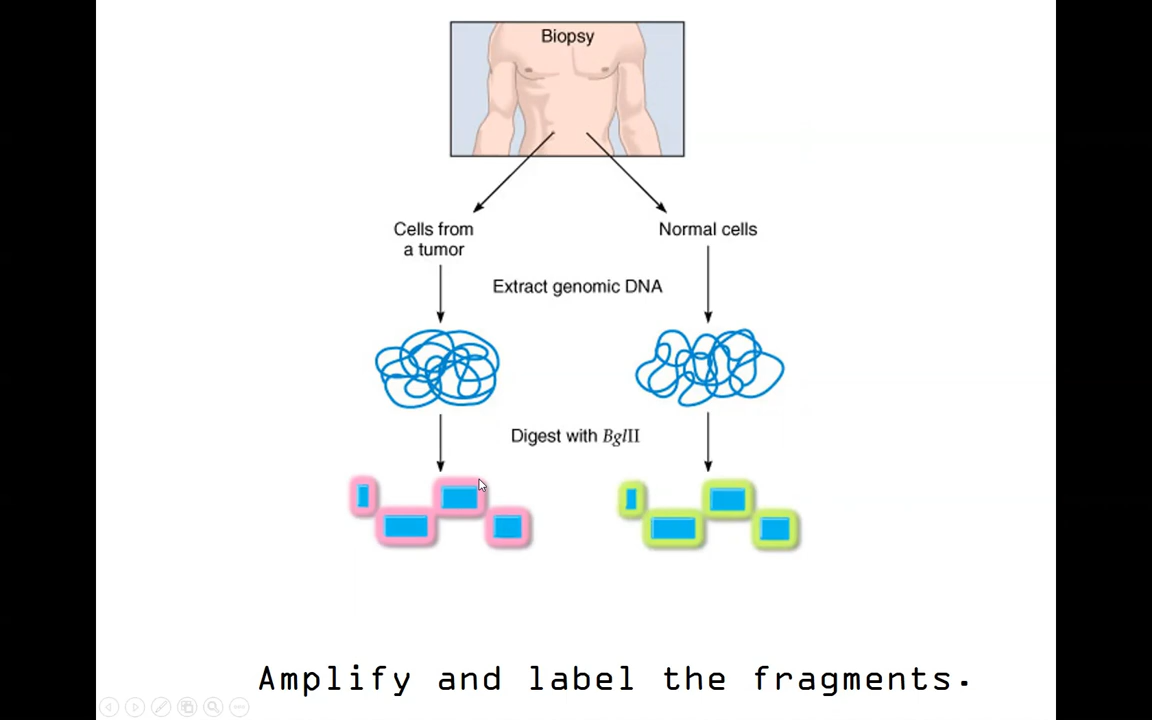 Biopsy
Cells from
a tumor
Normal cells
Extract genomic DNA
Digest with BglII
Amplify and label the fragments.